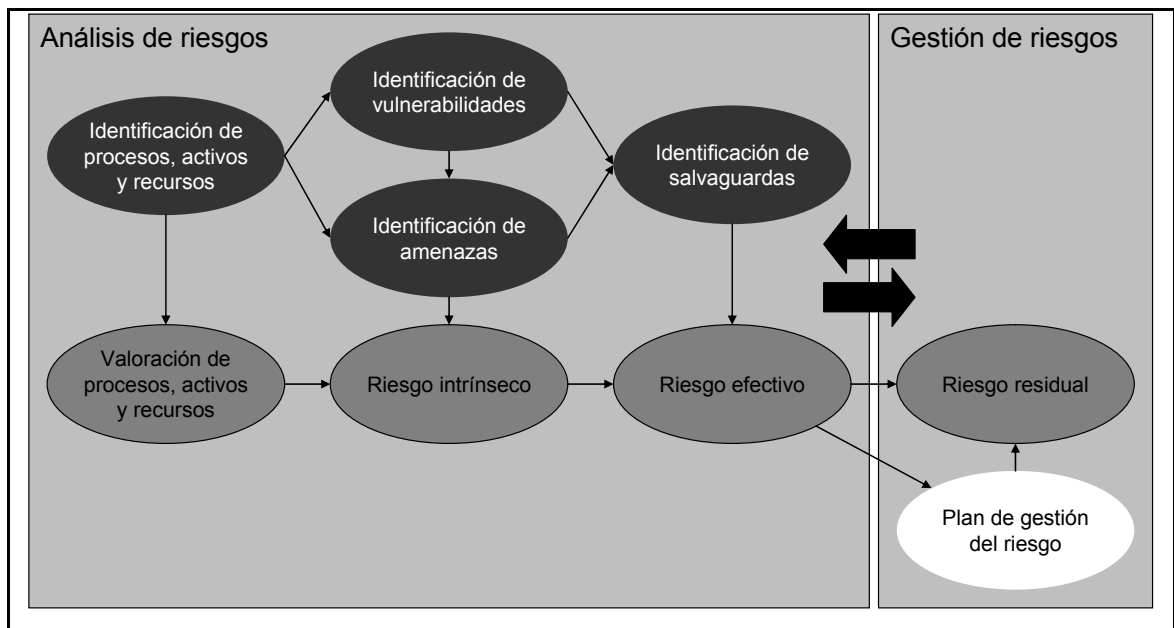 Análisis de riesgos
Gestión de riesgos
Identificación de
vulnerabilidades
Identificación de
procesos, activos
y recursos
Identificación de
salvaguardas
Identificación de
amenazas
Valoración de
procesos, activos
y recursos
Riesgo intrínseco
Riesgo efectivo
Riesgo residual
Plan de gestión
del riesgo